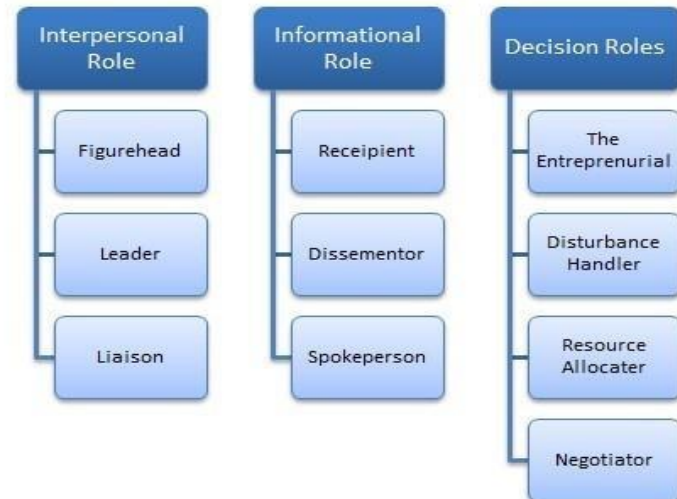 Interpersonal
Role
Figurehead
Leader
Liaison
Informational
Role
Receipient
Dissementor
Spokeperson
Decision Roles
The
Entreprenurial
Disturbance
Handler
Resource
Allocater
Negotiator